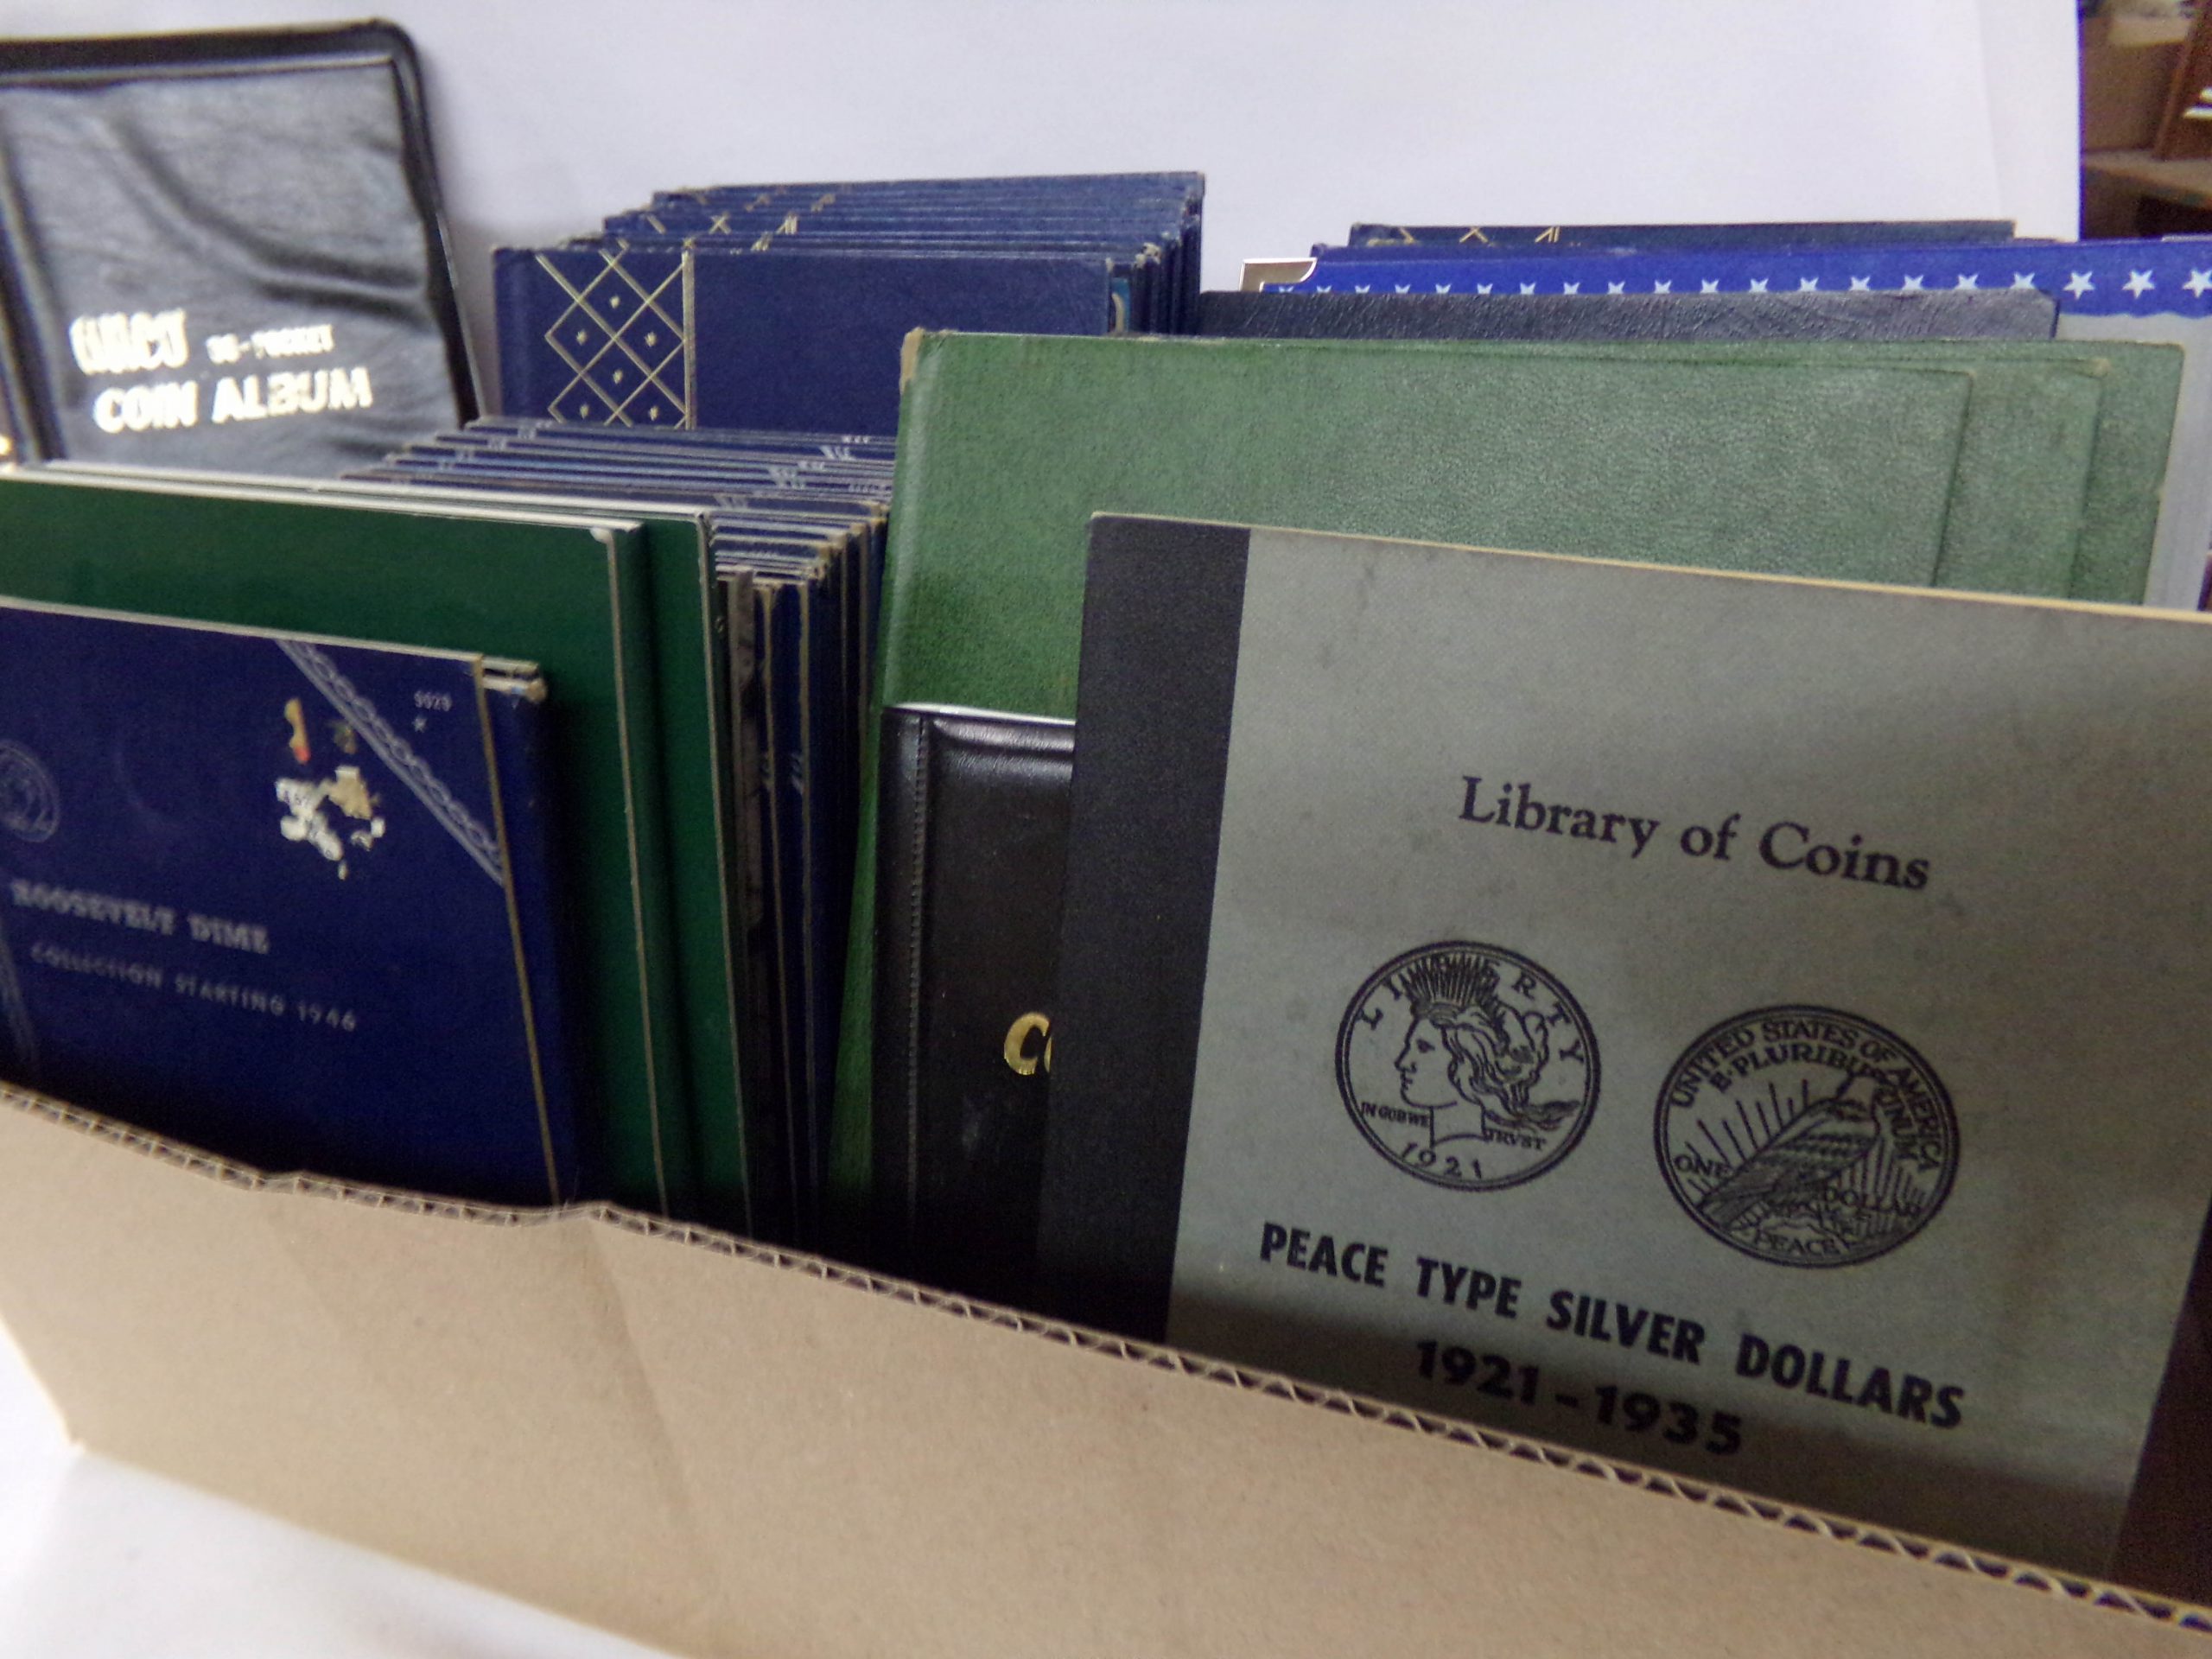 COIN ALBUM
ROOSEVELT DIME
COLLECTION STARTING 1946
Library of Coins
LIBERTY
IN GOD WE TRVST
1921
UNITED STATES OF AMERICA
E·PLURIBUS UNUM
ONE DOLLAR
PEACE
PEACE TYPE SILVER DOLLARS
1921-1935